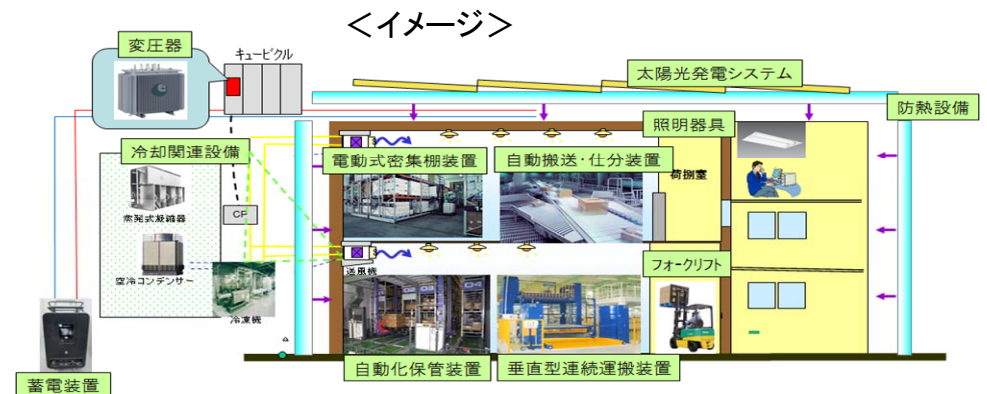 ＜イメージ＞
変圧器
キュービクル
太陽光発電システム
防熱設備
照明器具
冷却関連設備
電動式密集棚装置
自動搬送・仕分装置
荷捌室
蒸発式凝縮器
CP
空冷コンデンサー
送風機
冷凍機
フォークリフト
自動化保管装置
垂直型連続運搬装置
蓄電装置